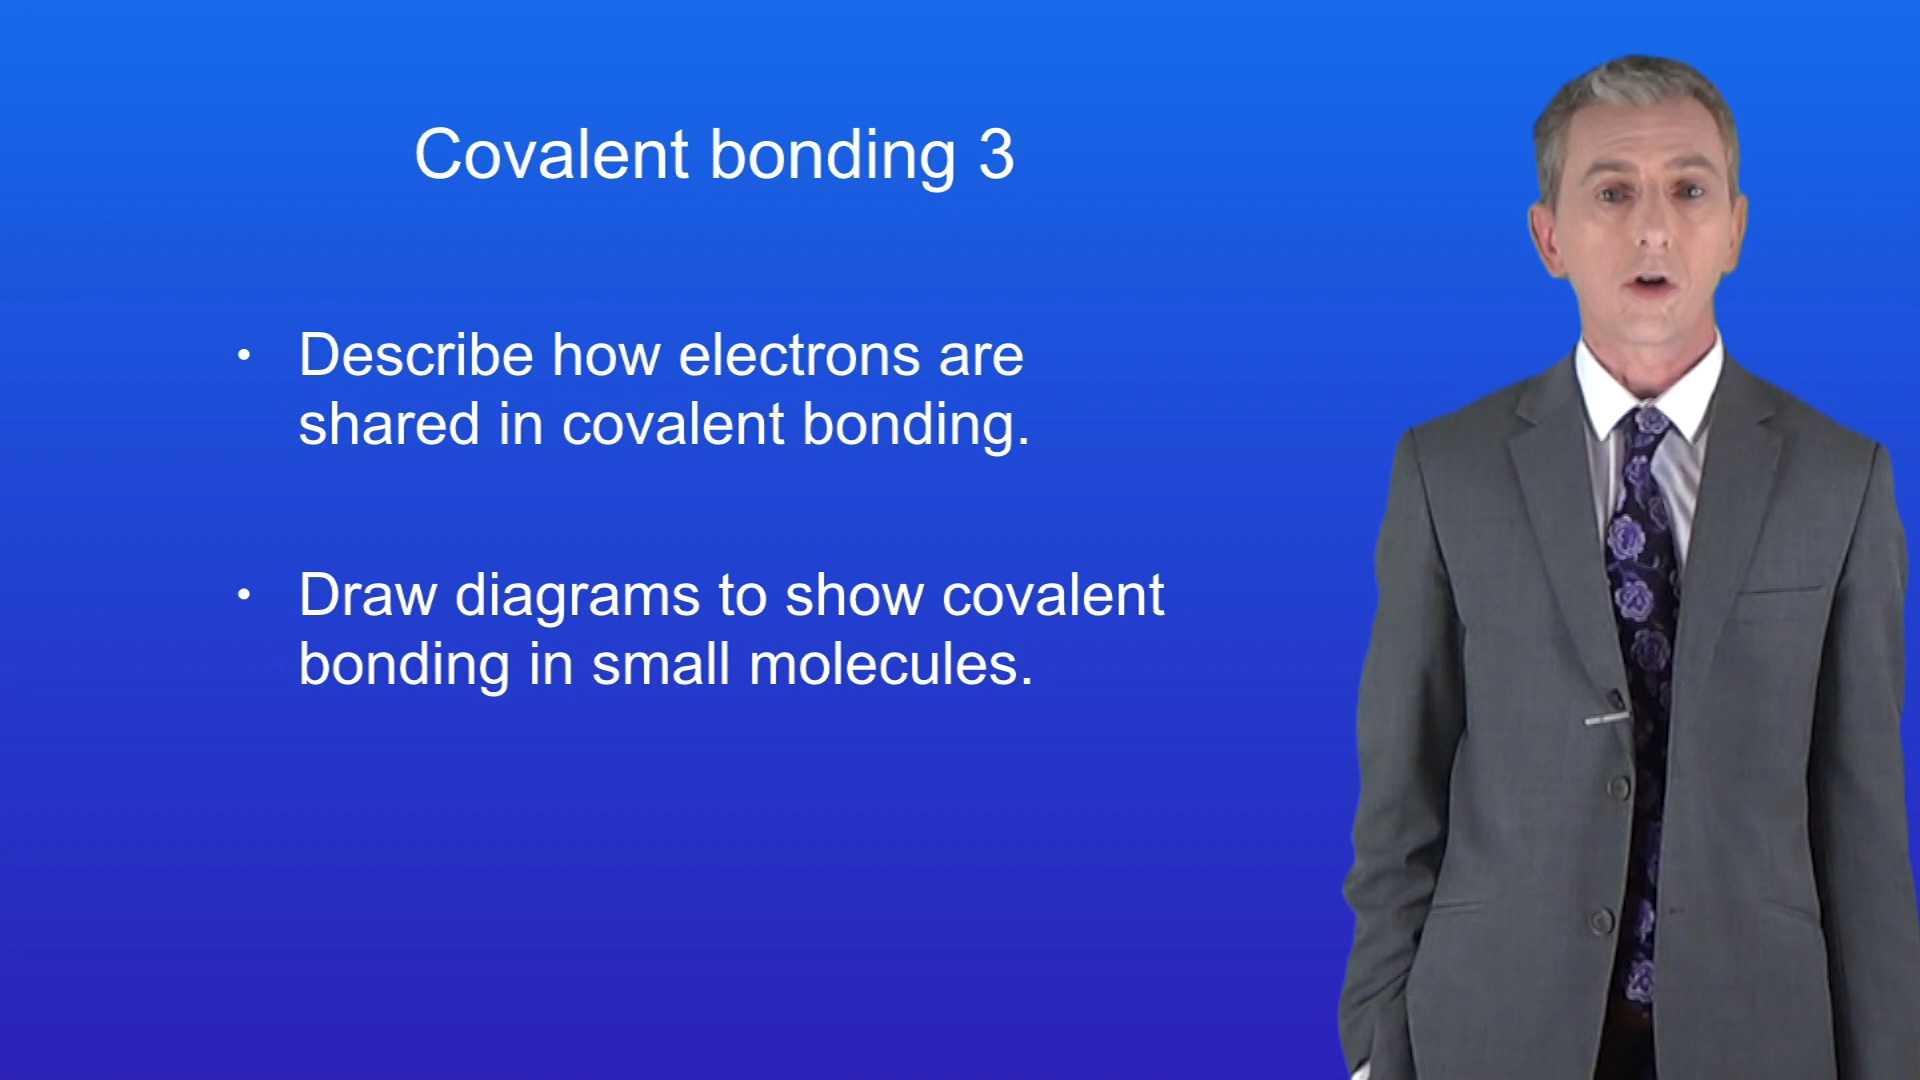 Covalent bonding 3
• Describe how electrons are
shared in covalent bonding.
• Draw diagrams to show covalent
bonding in small molecules.